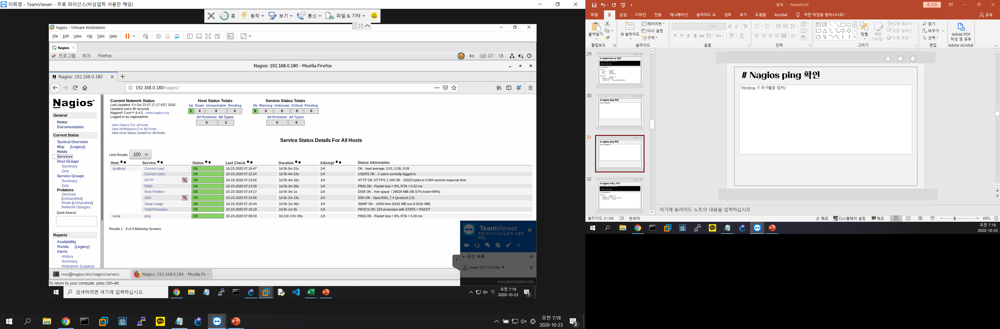 이희영 - TeamViewer - 무료 라이선스(비상업적 사용만 해당)
홈 동작 보기 통신 파일 & 기타
Nagios - VMware Workstation
File Edit View VM Tabs Help
Nagios
프로그램 위치 Firefox
ko (금) 07 : 18
Nagios: 192.168.0.180 - Mozilla Firefox
Nagios: 192.168.0.180
192.168.0.180/nagios/
Nagios®
General
Home
Documentation
Current Status
Tactical Overview
Map (Legacy)
Hosts
Services
Host Groups
Summary
Grid
Service Groups
Summary
Grid
Problems
Services
(Unhandled)
Hosts (Unhandled)
Network Outages
Quick Search:
Reports
Availability
Trends (Legacy)
Alerts
History
Summary
Histogram (Legacy)
Current Network Status
Last Updated: Fri Oct 23 07:17:17 KST 2020
Updated every 90 seconds
Nagios® Core™ 4.4.5 - www.nagios.org
Logged in as nagiosadmin
View History For all hosts
View Notifications For All Hosts
View Host Status Detail For All Hosts
Host Status Totals
Up Down Unreachable Pending
2 0 0 0
All Problems All Types
0 2
Service Status Totals
Ok Warning Unknown Critical Pending
9 0 0 0 0
All Problems All Types
0 9
Service Status Details For All Hosts
Limit Results: 100
Host Service Status Last Check Duration Attempt Status Information
localhost Current Load OK 10-23-2020 07:16:47 1d 5h 5m 31s 1/4 OK - load average: 0.01, 0.06, 0.09
Current Users OK 10-23-2020 07:12:24 1d 5h 4m 53s 1/4 USERS OK - 2 users currently logged in
HTTP OK 10-23-2020 07:13:02 1d 5h 4m 16s 1/4 HTTP OK: HTTP/1.1 200 OK - 42023 bytes in 0.004 second response time
PING OK 10-23-2020 07:13:39 1d 5h 3m 38s 1/4 PING OK - Packet loss = 0%, RTA = 0.02 ms
Root Partition OK 10-23-2020 07:14:17 1d 5h 3m 1s 1/4 DISK OK - free space: / 28028 MiB (85.57% inode=99%):
SSH OK 10-23-2020 07:14:56 1d 5h 2m 23s 1/4 SSH OK - OpenSSH_7.4 (protocol 2.0)
Swap Usage OK 10-23-2020 07:15:34 1d 5h 1m 46s 1/4 SWAP OK - 100% free (8191 MB out of 8191 MB)
Total Processes OK 10-23-2020 07:16:10 1d 5h 1m 8s 1/4 PROCS OK: 224 processes with STATE = RSZDT
nona ping OK 10-23-2020 07:09:33 0d 21h 17m 45s 1/3 PING OK - Packet loss = 0%, RTA = 0.30 ms
Results 1 - 9 of 9 Matching Services
TeamViewer
무료 라이선스(비상업적 사용만
해당)
세션 목록
ehee0 (477 074 150)
www.teamviewer.com
root@nagios:/etc/nagios/servers
Nagios: 192.168.0.180 - Mozilla Fir···
To return to your computer, press Ctrl+Alt.
검색하려면 여기에 입력하십시오.
가
오전 7:18
2020-10-23
1
오전 7:18
2020-10-23
2
발표 - PowerPoint
로그인
파일 홈 삽입 디자인 전환 애니메이션 슬라이드 쇼 검토 보기 도움말 Acrobat 어떤 작업을 원하시나요? 공유
붙여넣기
새 슬라이드
레이아웃
다시 설정
구역
14
정렬
빠른
스타일
도형 채우기
도형 윤곽선
도형 효과
찾기
바꾸기
선택
Adobe PDF
작성 및 공유
클립보드 슬라이드 글꼴 단락 그리기 편집 Adobe Acrobat
29
# Nagios Server 설정
30
# Nagios ping 확인
31
# Nagios ping 확인
32
# Nagios 서비스 추가
# Nagios ping 확인
Pending 시 추가활동 캡쳐2
여기에 슬라이드 노트의 내용을 입력하십시오
슬라이드 31/66 한국어 메모 디스플레이 설정 메모 68%
오전 7:18
2020-10-23